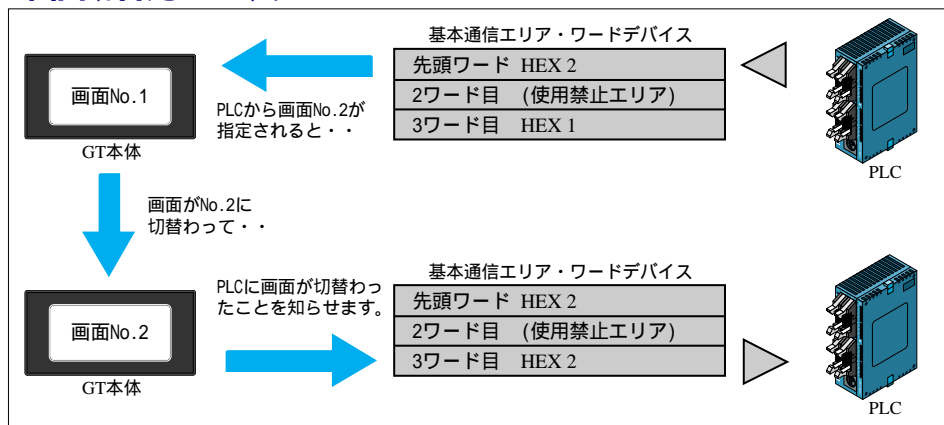 基本通信エリア・ワードデバイス
先頭ワード HEX 2
2ワード目 (使用禁止エリア)
3ワード目 HEX 1
画面No.1
GT本体
PLCから画面No.2が
指定されると・・
PLC
画面がNo.2に
切替わって・・
基本通信エリア・ワードデバイス
先頭ワード HEX 2
2ワード目 (使用禁止エリア)
3ワード目 HEX 2
PLCに画面が切替わっ
たことを知らせます。
画面No.2
GT本体
PLC